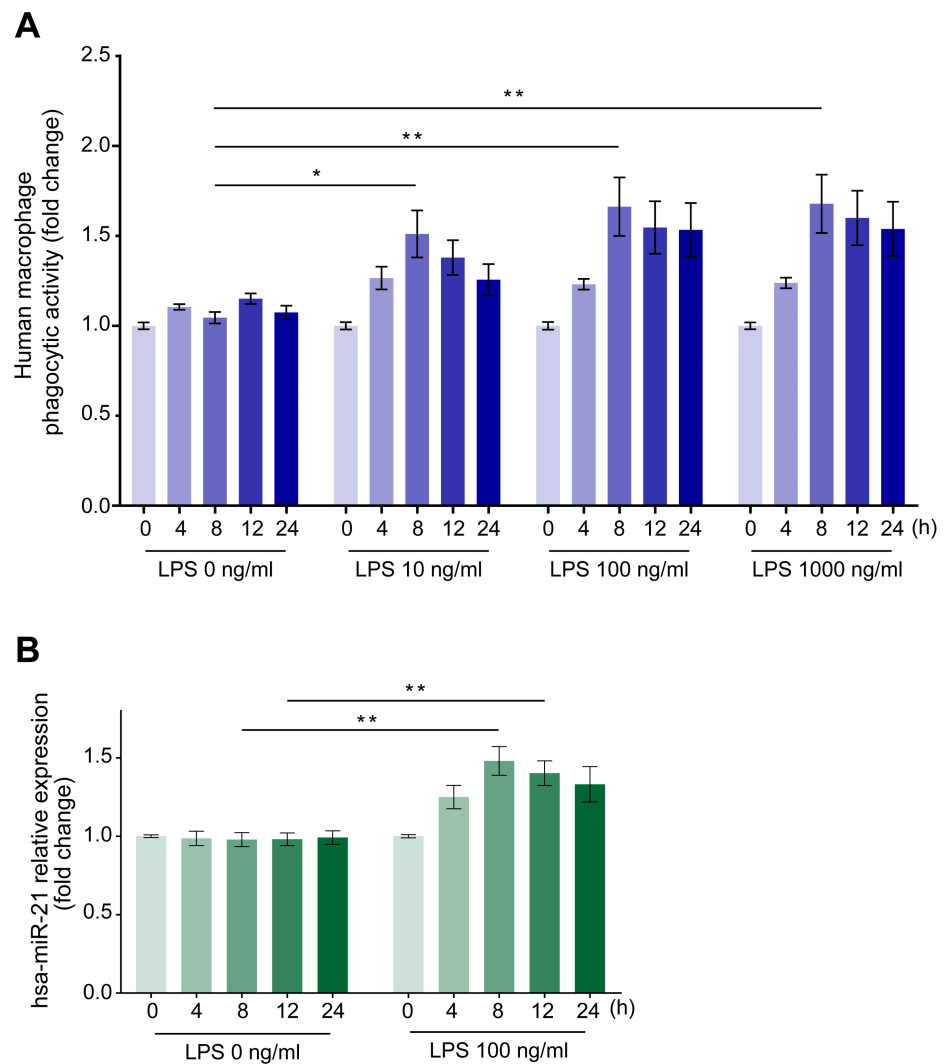 A
Human macrophage
phagocytic activity (fold change)
2.5
2.0
1.5
1.0
0.5
0.0
**
**
*
0 4 8 12 24 0 4 8 12 24 0 4 8 12 24 0 4 8 12 24 (h)
LPS 0 ng/ml LPS 10 ng/ml LPS 100 ng/ml LPS 1000 ng/ml
B
hsa-miR-21 relative expression
(fold change)
1.5
1.0
0.5
0.0
**
**
0 4 8 12 24 0 4 8 12 24 (h)
LPS 0 ng/ml LPS 100 ng/ml